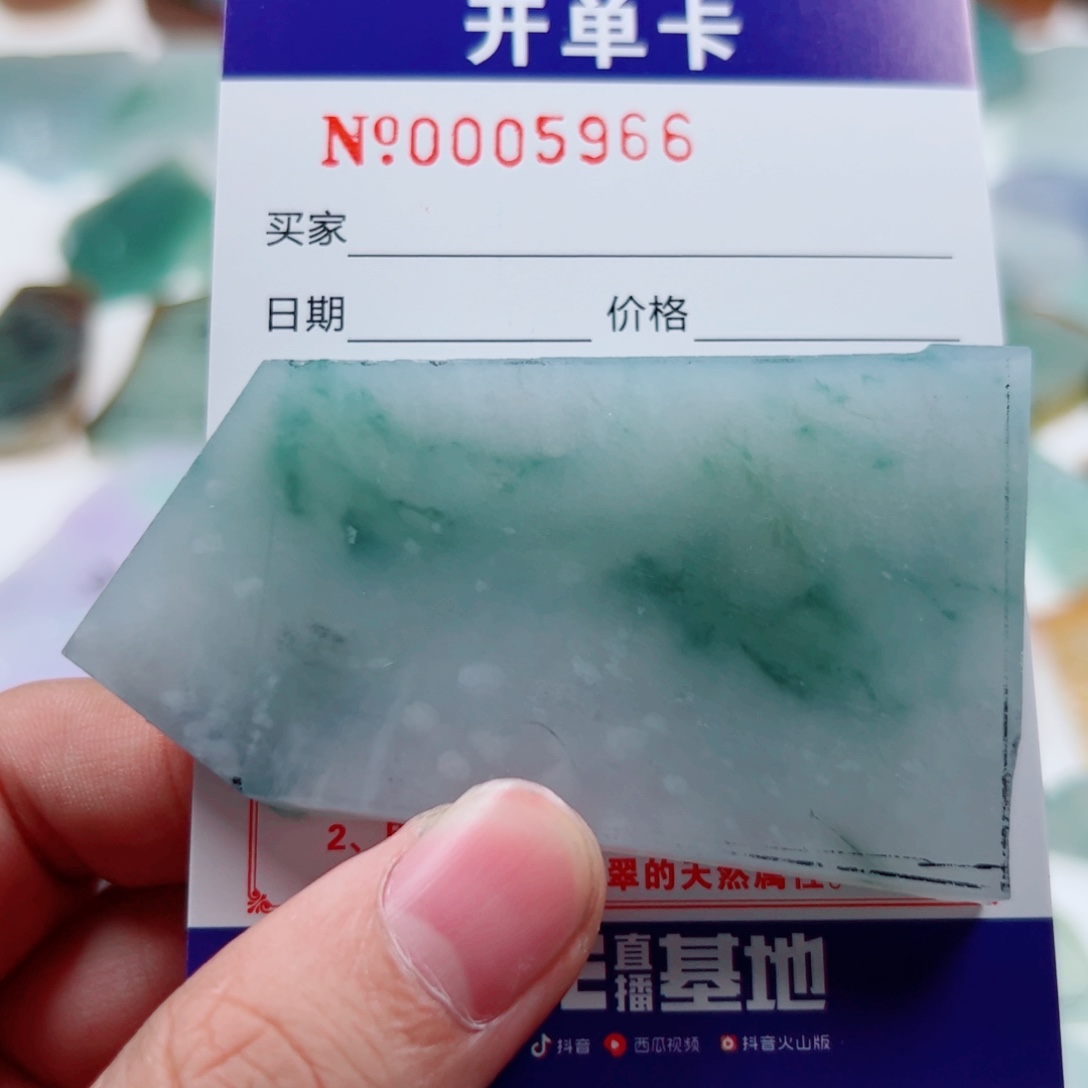 开单卡
Nº0005966
买家
日期 价格
2、
翠的天然属性。
直播基地
抖音 西瓜视频 抖音火山版